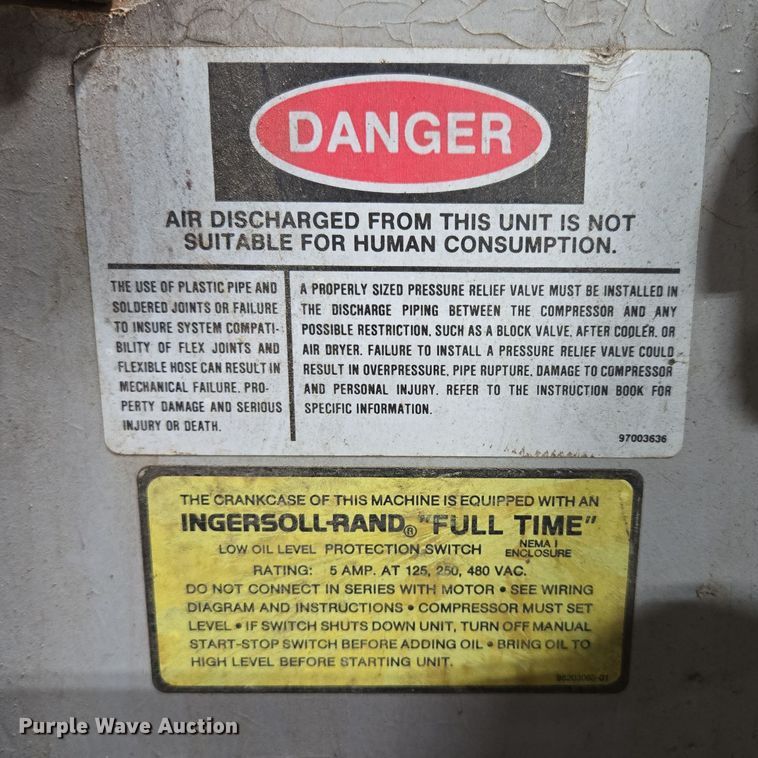 DANGER
AIR DISCHARGED FROM THIS UNIT IS NOT
SUITABLE FOR HUMAN CONSUMPTION.
THE USE OF PLASTIC PIPE AND
SOLDERED JOINTS OR FAILURE
TO INSURE SYSTEM COMPATI-
BILITY OF FLEX JOINTS AND
FLEXIBLE HOSE CAN RESULT IN
MECHANICAL FAILURE, PRO-
PERTY DAMAGE AND SERIOUS
INJURY OR DEATH.
A PROPERLY SIZED PRESSURE RELIEF VALVE MUST BE INSTALLED IN
THE DISCHARGE PIPING BETWEEN THE COMPRESSOR AND ANY
POSSIBLE RESTRICTION, SUCH AS A BLOCK VALVE, AFTER COOLER, OR
AIR DRYER. FAILURE TO INSTALL A PRESSURE RELIEF VALVE COULD
RESULT IN OVERPRESSURE, PIPE RUPTURE, DAMAGE TO COMPRESSOR
AND PERSONAL INJURY. REFER TO THE INSTRUCTION BOOK FOR
SPECIFIC INFORMATION.
97003636
THE CRANKCASE OF THIS MACHINE IS EQUIPPED WITH AN
INGERSOLL-RAND® "FULL TIME"
LOW OIL LEVEL PROTECTION SWITCH NEMA I ENCLOSURE
RATING: 5 AMP. AT 125, 250, 480 VAC.
DO NOT CONNECT IN SERIES WITH MOTOR • SEE WIRING
DIAGRAM AND INSTRUCTIONS • COMPRESSOR MUST SET
LEVEL • IF SWITCH SHUTS DOWN UNIT, TURN OFF MANUAL
START-STOP SWITCH BEFORE ADDING OIL • BRING OIL TO
HIGH LEVEL BEFORE STARTING UNIT.
Purple Wave Auction